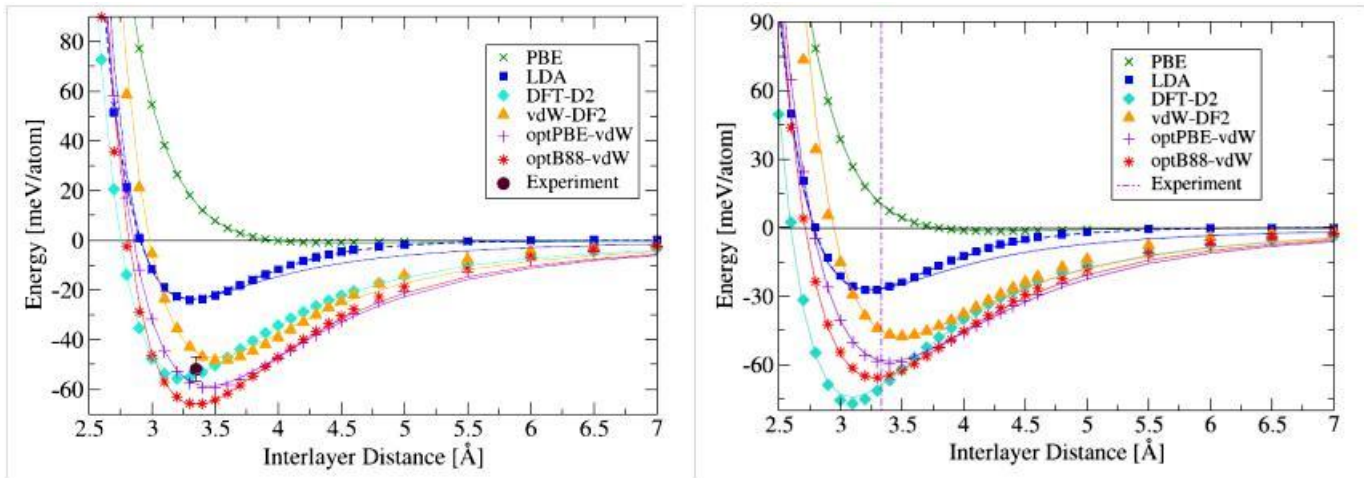 80
60
40
20
0
-20
-40
-60
Energy [meV/atom]
PBE
LDA
DFT-D2
vdW-DF2
optPBE-vdW
optB88-vdW
Experiment
2.5 3 3.5 4 4.5 5 5.5 6 6.5 7
Interlayer Distance [Å]
90
60
30
0
-30
-60
Energy [meV/atom]
PBE
LDA
DFT-D2
vdW-DF2
optPBE-vdW
optB88-vdW
Experiment
2.5 3 3.5 4 4.5 5 5.5 6 6.5 7
Interlayer Distance [Å]